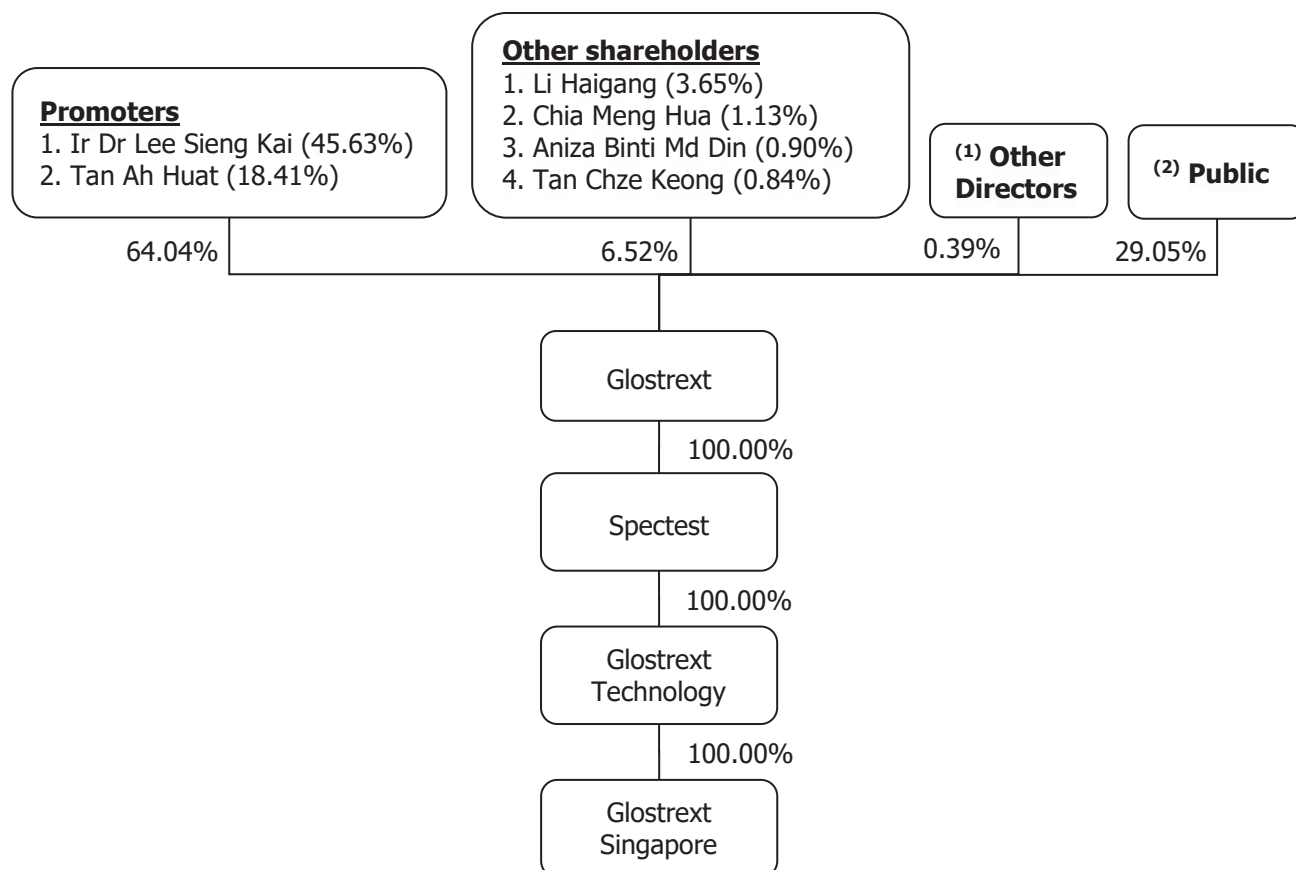 Promoters
1. Ir Dr Lee Sieng Kai (45.63%)
2. Tan Ah Huat (18.41%)
Other shareholders
1. Li Haigang (3.65%)
2. Chia Meng Hua (1.13%)
3. Aniza Binti Md Din (0.90%)
4. Tan Chze Keong (0.84%)
(1) Other
Directors
(2) Public
64.04%
6.52%
0.39%
29.05%
Glostrext
100.00%
Spectest
100.00%
Glostrext
Technology
100.00%
Glostrext
Singapore